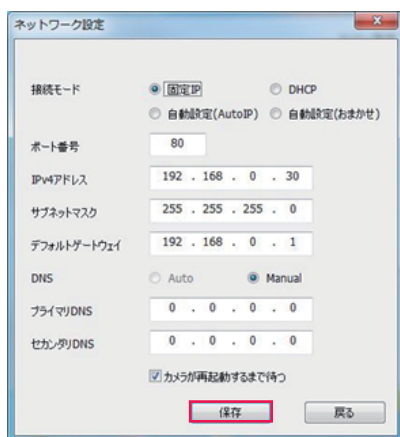 ネットワーク設定
接続モード 固定IP DHCP
自動設定(AutoIP) 自動設定(おまかせ)
ポート番号 80
IPv4アドレス 192 . 168 . 0 . 30
サブネットマスク 255 . 255 . 255 . 0
デフォルトゲートウェイ 192 . 168 . 0 . 1
DNS Auto Manual
プライマリDNS 0 . 0 . 0 . 0
セカンダリDNS 0 . 0 . 0 . 0
カメラが再起動するまで待つ
保存 戻る